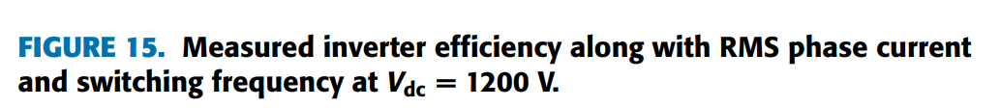 FIGURE 15. Measured inverter efficiency along with RMS phase current
and switching frequency at Vdc = 1200 V.